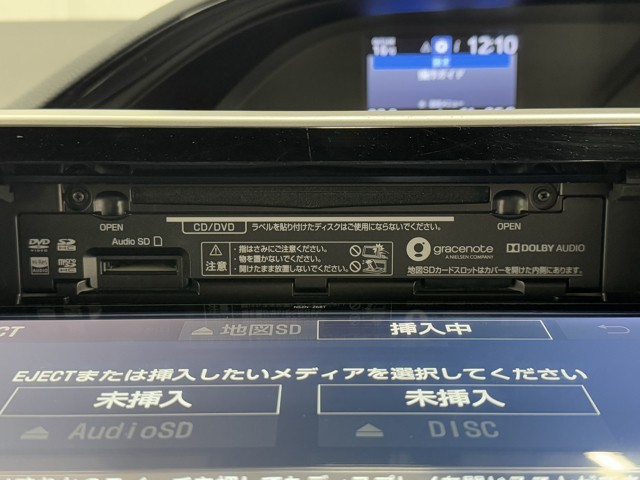 12:10
OPEN
CD/DVD ラベルを貼り付けたディスクはご使用にならないでください。
OPEN
DVD
SD
Audio SD
注意
・指はさみにご注意ください。
・物を置かないでください。
・開けたまま放置しないでください。
gracenote
A NIELSEN COMPANY
DOLBY AUDIO
地図SDカードスロットはカバーを開けた内側にあります。
地図SD 挿入中
EJECTまたは挿入したいメディアを選択してください
未挿入 未挿入
AudioSD DISC